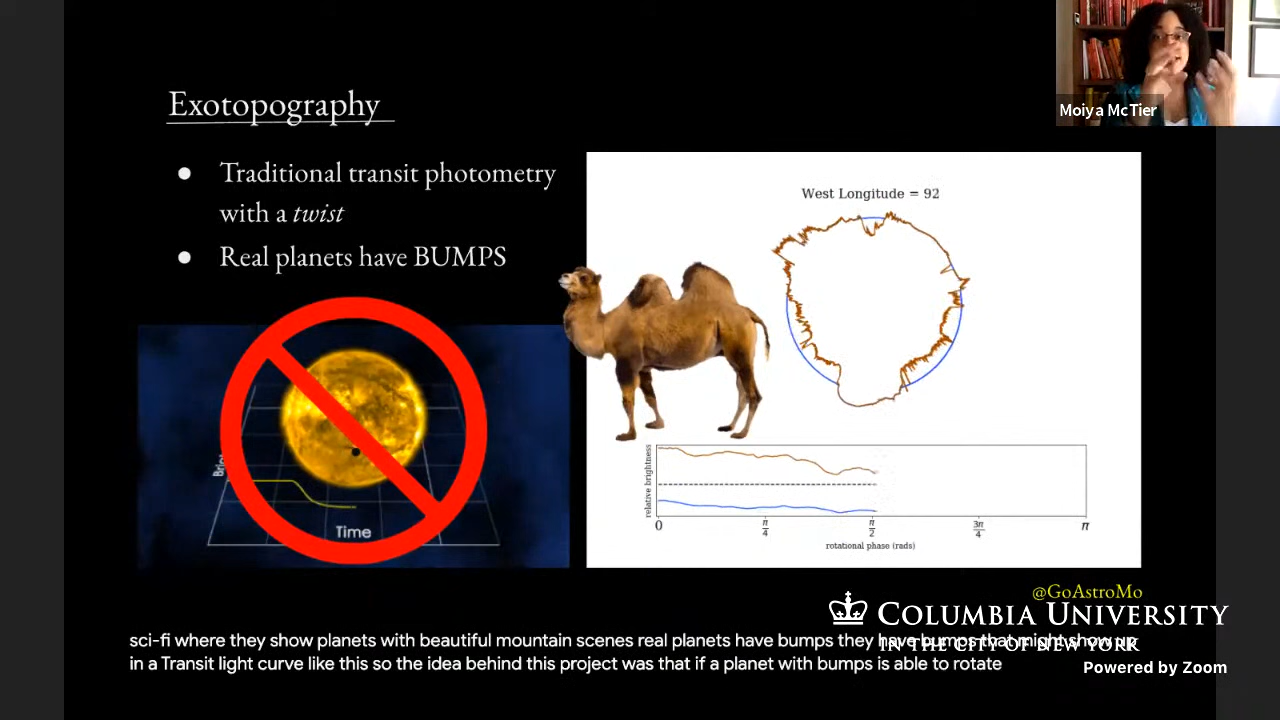 Moiya McTier
Exotopography
● Traditional transit photometry
with a twist
● Real planets have BUMPS
West Longitude = 92
Time
relative brightness
0
π/4
π/2
3π/4
π
rotational phase (rads)
@GoAstroMo
COLUMBIA UNIVERSITY
IN THE CITY OF NEW YORK
sci-fi where they show planets with beautiful mountain scenes real planets have bumps they have bumps that might show up
in a Transit light curve like this so the idea behind this project was that if a planet with bumps is able to rotate
Powered by Zoom